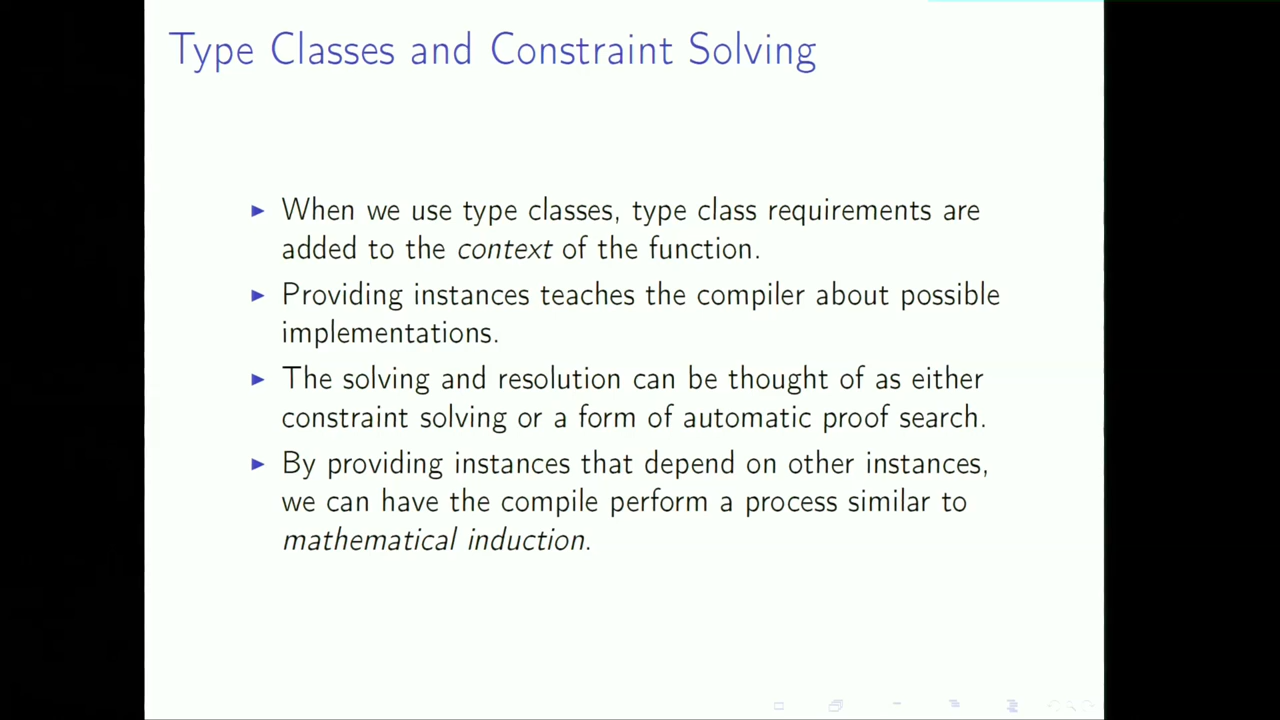 Type Classes and Constraint Solving
When we use type classes, type class requirements are
added to the context of the function.
Providing instances teaches the compiler about possible
implementations.
The solving and resolution can be thought of as either
constraint solving or a form of automatic proof search.
By providing instances that depend on other instances,
we can have the compile perform a process similar to
mathematical induction.